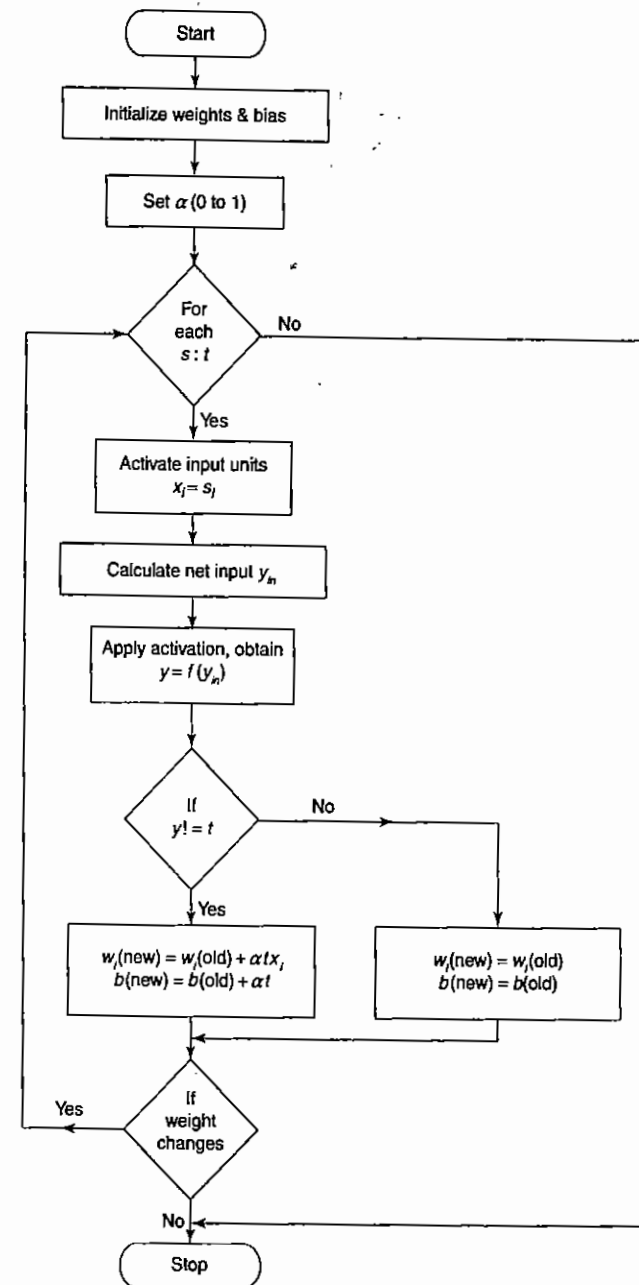 Start
Initialize weights & bias
Set α (0 to 1)
For
each
s : t
No
Yes
Activate input units
xᵢ = sᵢ
Calculate net input yᵢₙ
Apply activation, obtain
y = f (yᵢₙ)
If
y! = t
No
Yes
wᵢ(new) = wᵢ(old) + αtxᵢ
b(new) = b(old) + αt
wᵢ(new) = wᵢ(old)
b(new) = b(old)
If
weight
changes
Yes
No
Stop